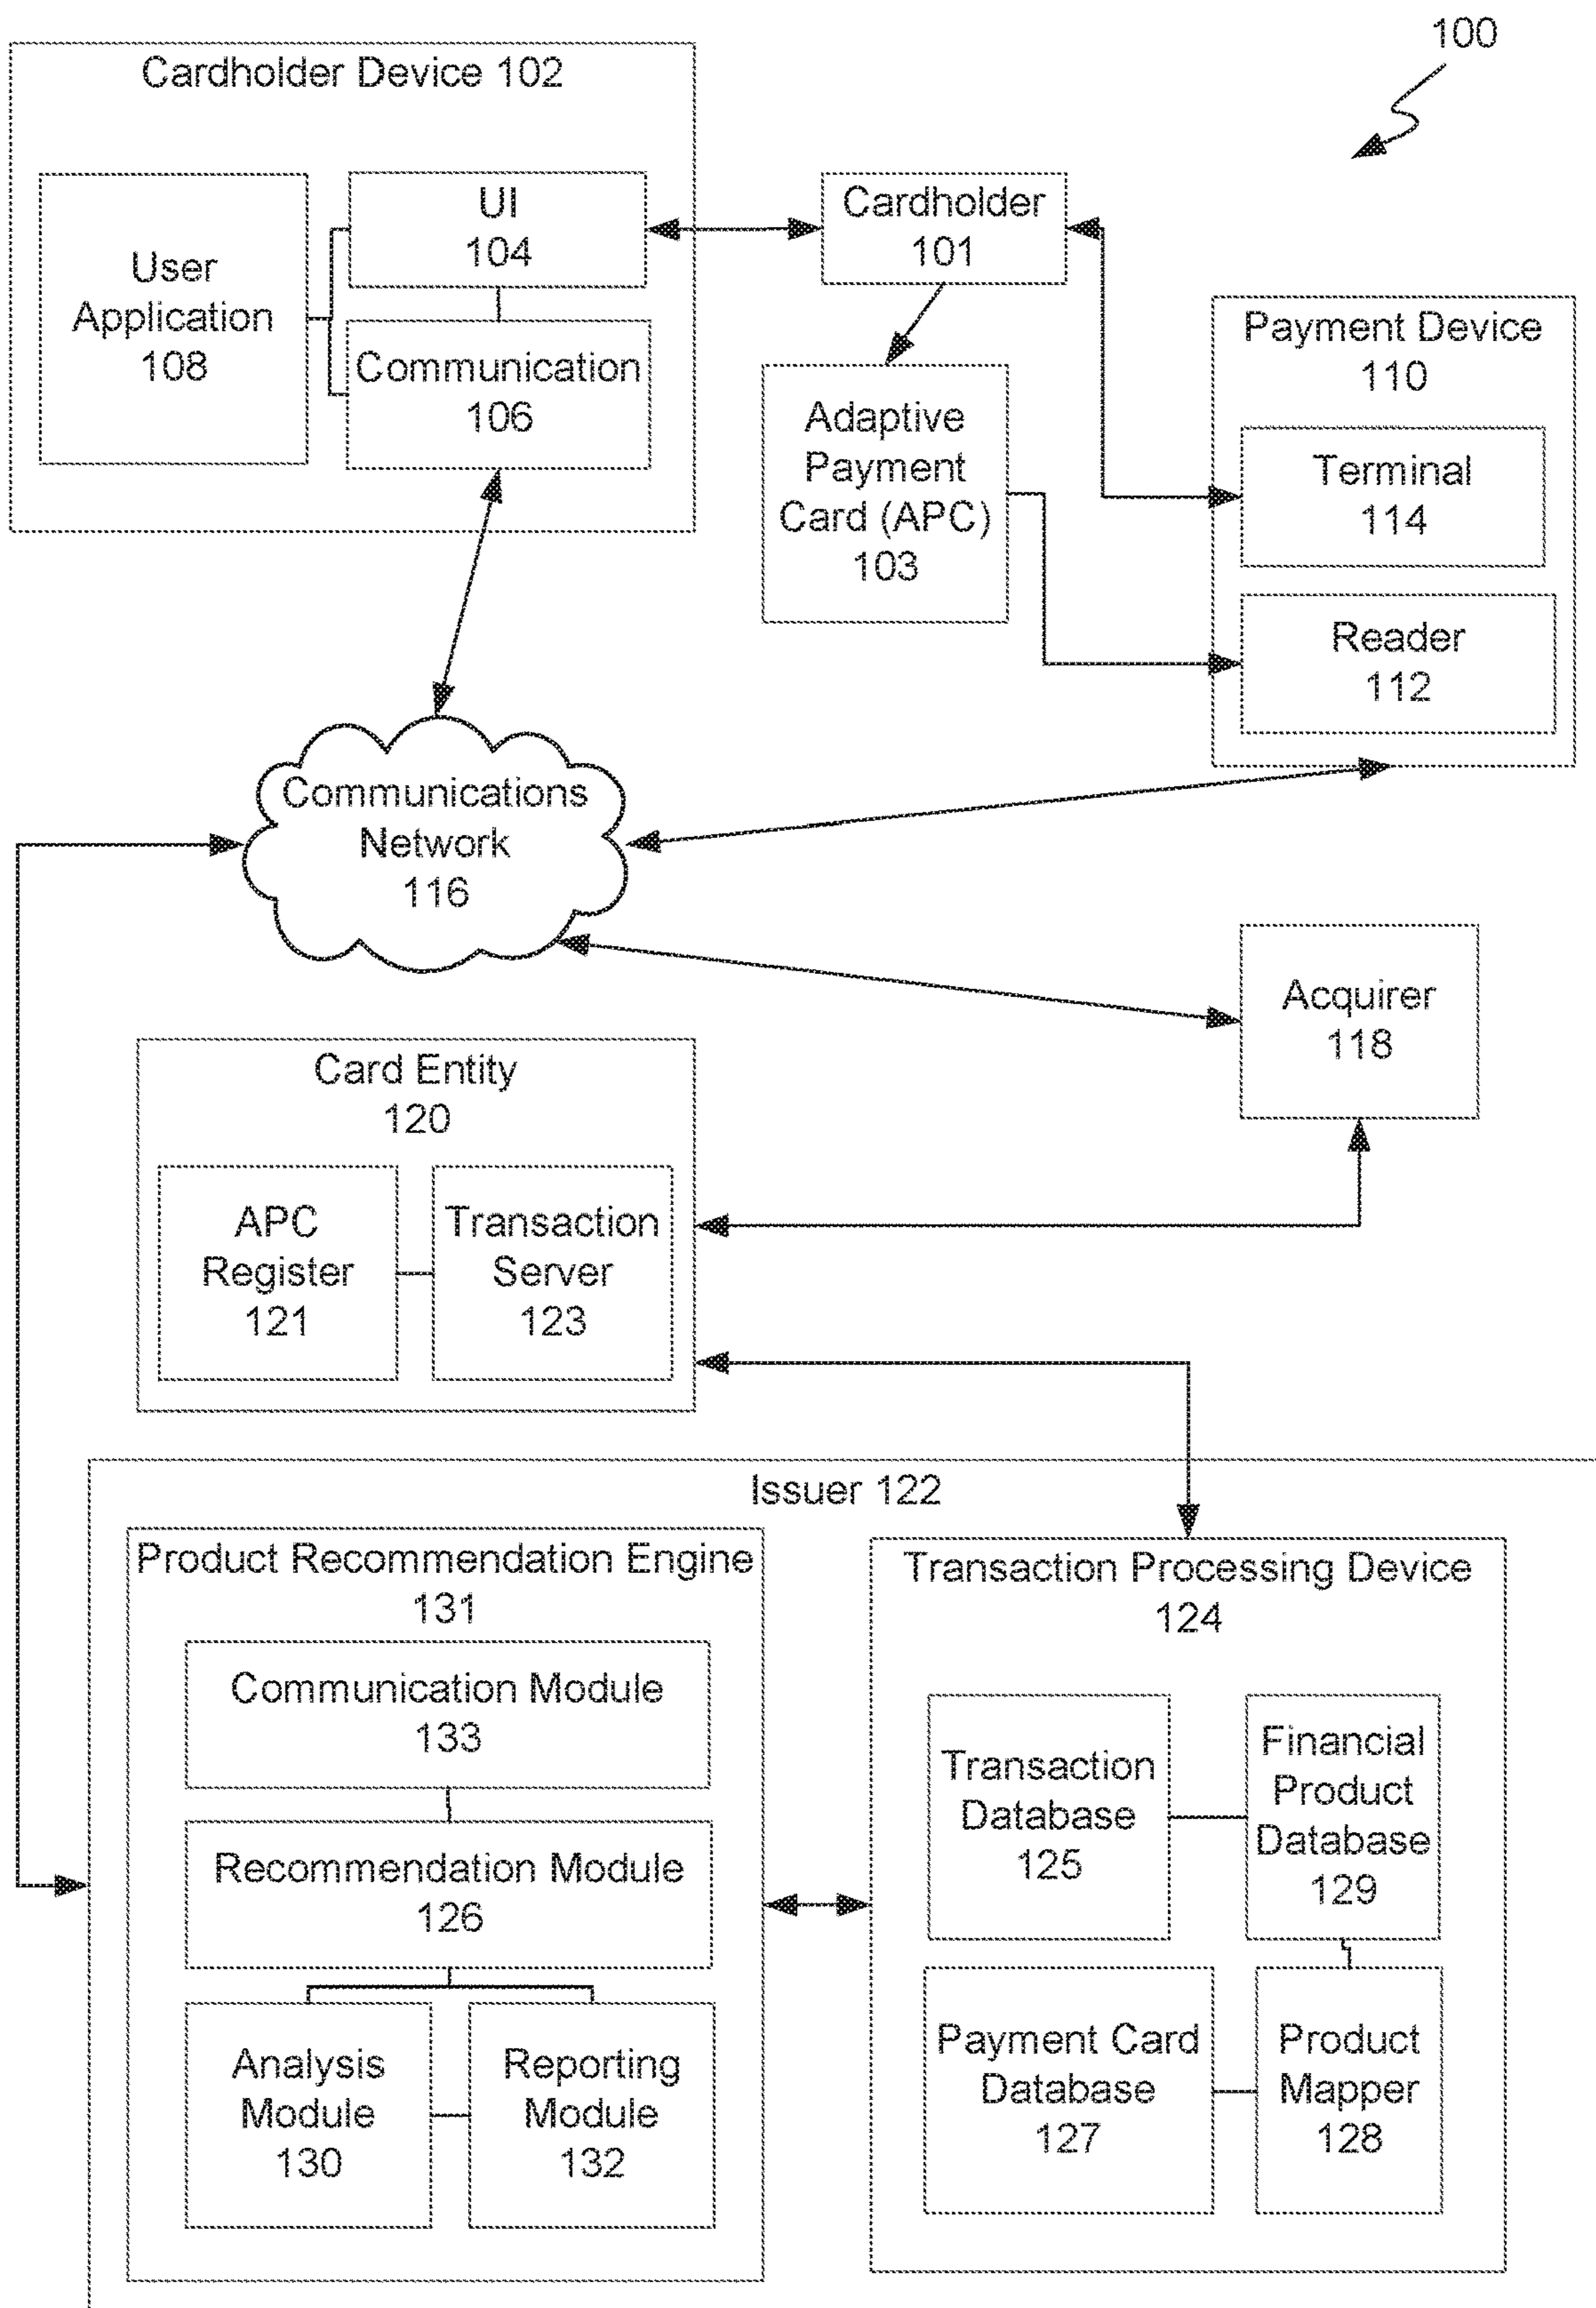 100
Cardholder Device 102
User
Application
108
UI
104
Communication
106
Cardholder
101
Adaptive
Payment
Card (APC)
103
Payment Device
110
Terminal
114
Reader
112
Communications
Network
116
Acquirer
118
Card Entity
120
APC
Register
121
Transaction
Server
123
Issuer 122
Product Recommendation Engine
131
Communication Module
133
Recommendation Module
126
Analysis
Module
130
Reporting
Module
132
Transaction Processing Device
124
Transaction
Database
125
Financial
Product
Database
129
Payment Card
Database
127
Product
Mapper
128